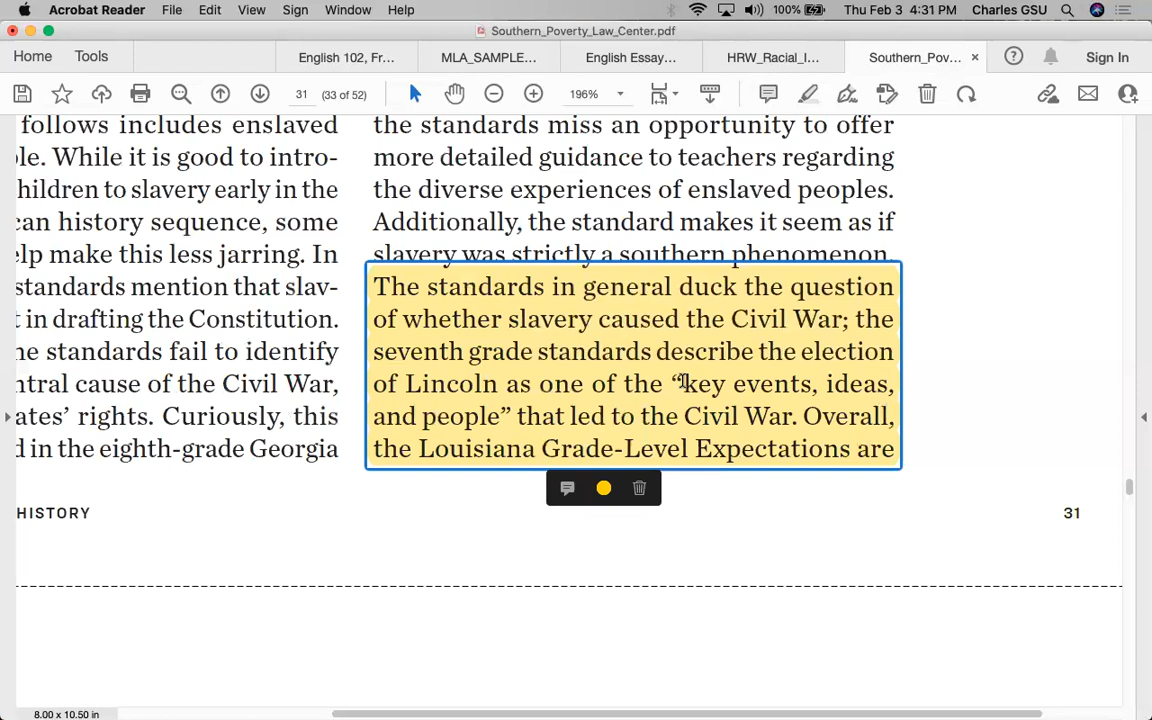 Acrobat Reader File Edit View Sign Window Help 100% Thu Feb 3 4:31 PM Charles GSU
Southern_Poverty_Law_Center.pdf
Home Tools English 102, Fr... MLA_SAMPLE... English Essay... HRW_Racial_I... Southern_Pov... × Sign In
31 (33 of 52) 196%
follows includes enslaved
ple. While it is good to intro-
hildren to slavery early in the
can history sequence, some
elp make this less jarring. In
standards mention that slav-
t in drafting the Constitution.
he standards fail to identify
ntral cause of the Civil War,
ates’ rights. Curiously, this
d in the eighth-grade Georgia
the standards miss an opportunity to offer
more detailed guidance to teachers regarding
the diverse experiences of enslaved peoples.
Additionally, the standard makes it seem as if
slavery was strictly a southern phenomenon.
The standards in general duck the question
of whether slavery caused the Civil War; the
seventh grade standards describe the election
of Lincoln as one of the “key events, ideas,
and people” that led to the Civil War. Overall,
the Louisiana Grade-Level Expectations are
HISTORY
31
8.00 x 10.50 in